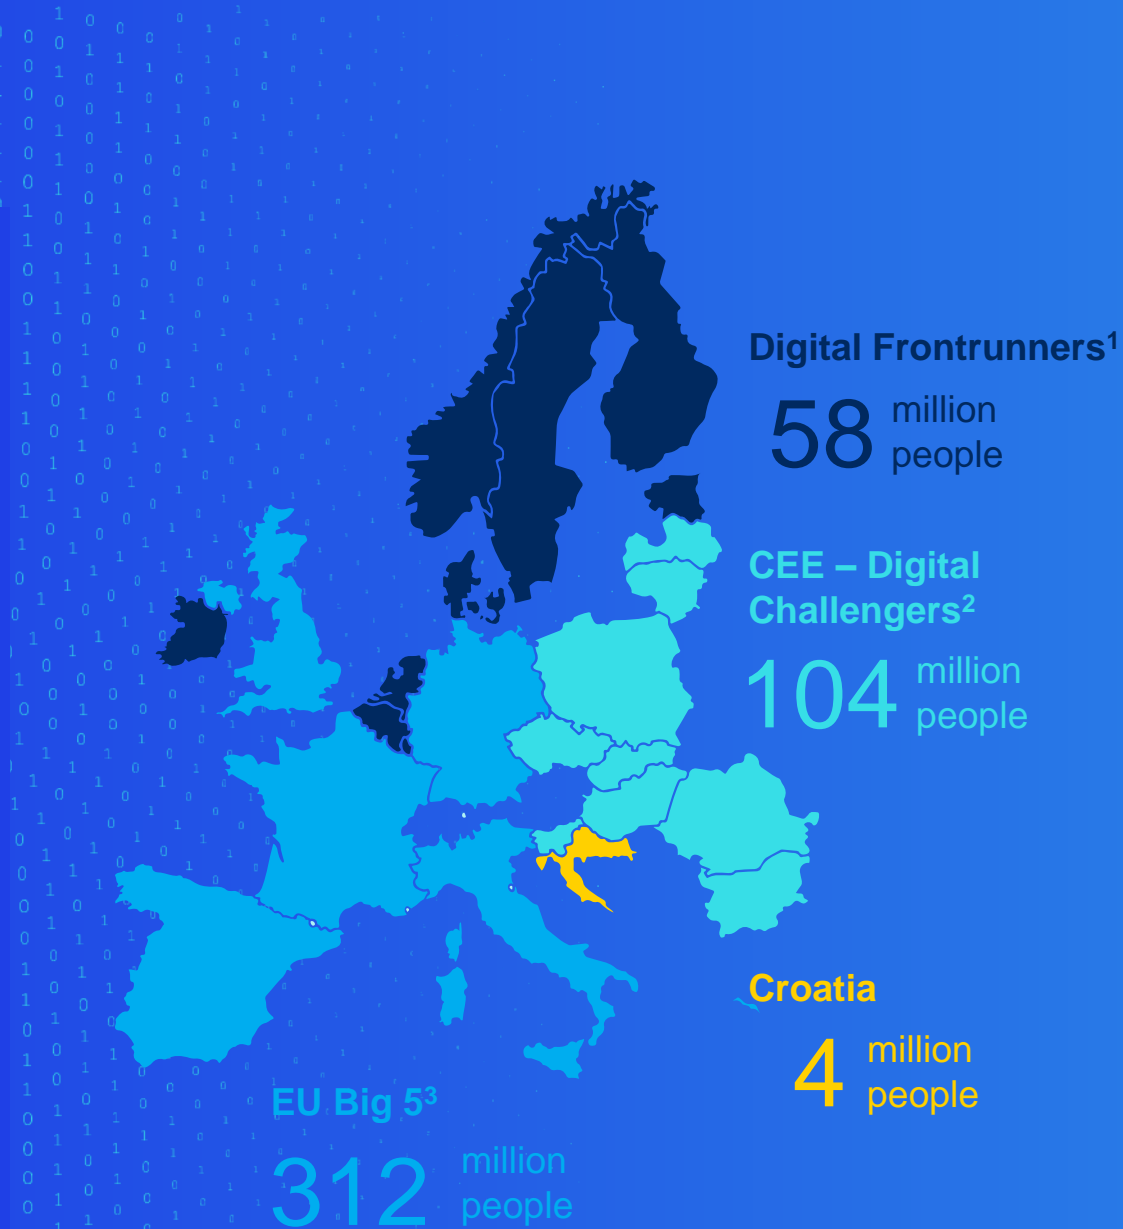 Digital Frontrunners¹
58 million
people
CEE – Digital
Challengers²
104 million
people
Croatia
4 million
people
EU Big 5³
312 million
people